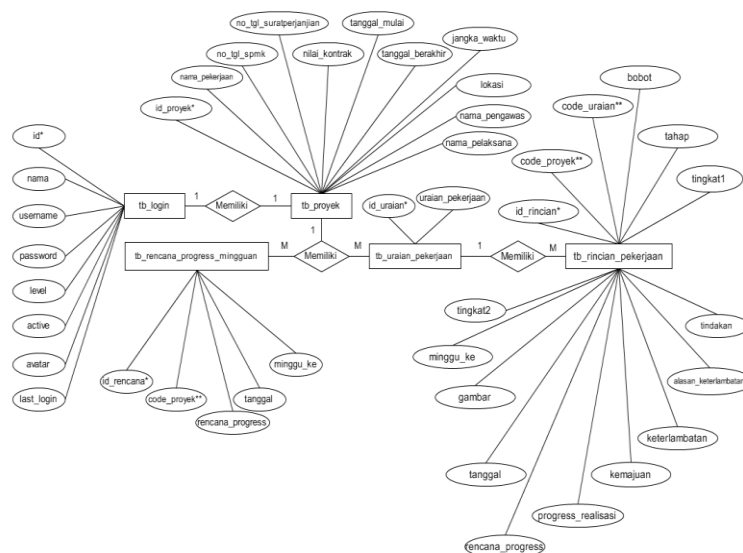 no_tgl_suratperjanjian
tanggal_mulai
no_tgl_spmk
nilai_kontrak
tanggal_berakhir
jangka_waktu
nama_pekerjaan
lokasi
id_proyek*
nama_pengawas
nama_pelaksana
bobot
code_uraian**
tahap
code_proyek**
tingkat1
id_rincian*
id*
nama
username
password
level
active
avatar
last_login
tb_login
1
Memiliki
1
tb_proyek
1
id_uraian*
uraian_pekerjaan
tb_rencana_progress_mingguan
M
Memiliki
M
tb_uraian_pekerjaan
1
Memiliki
M
tb_rincian_pekerjaan
id_rencana*
code_proyek**
rencana_progress
tanggal
minggu_ke
tingkat2
minggu_ke
gambar
tanggal
rencana_progress
progress_realisasi
kemajuan
keterlambatan
alasan_keterlambatan
tindakan